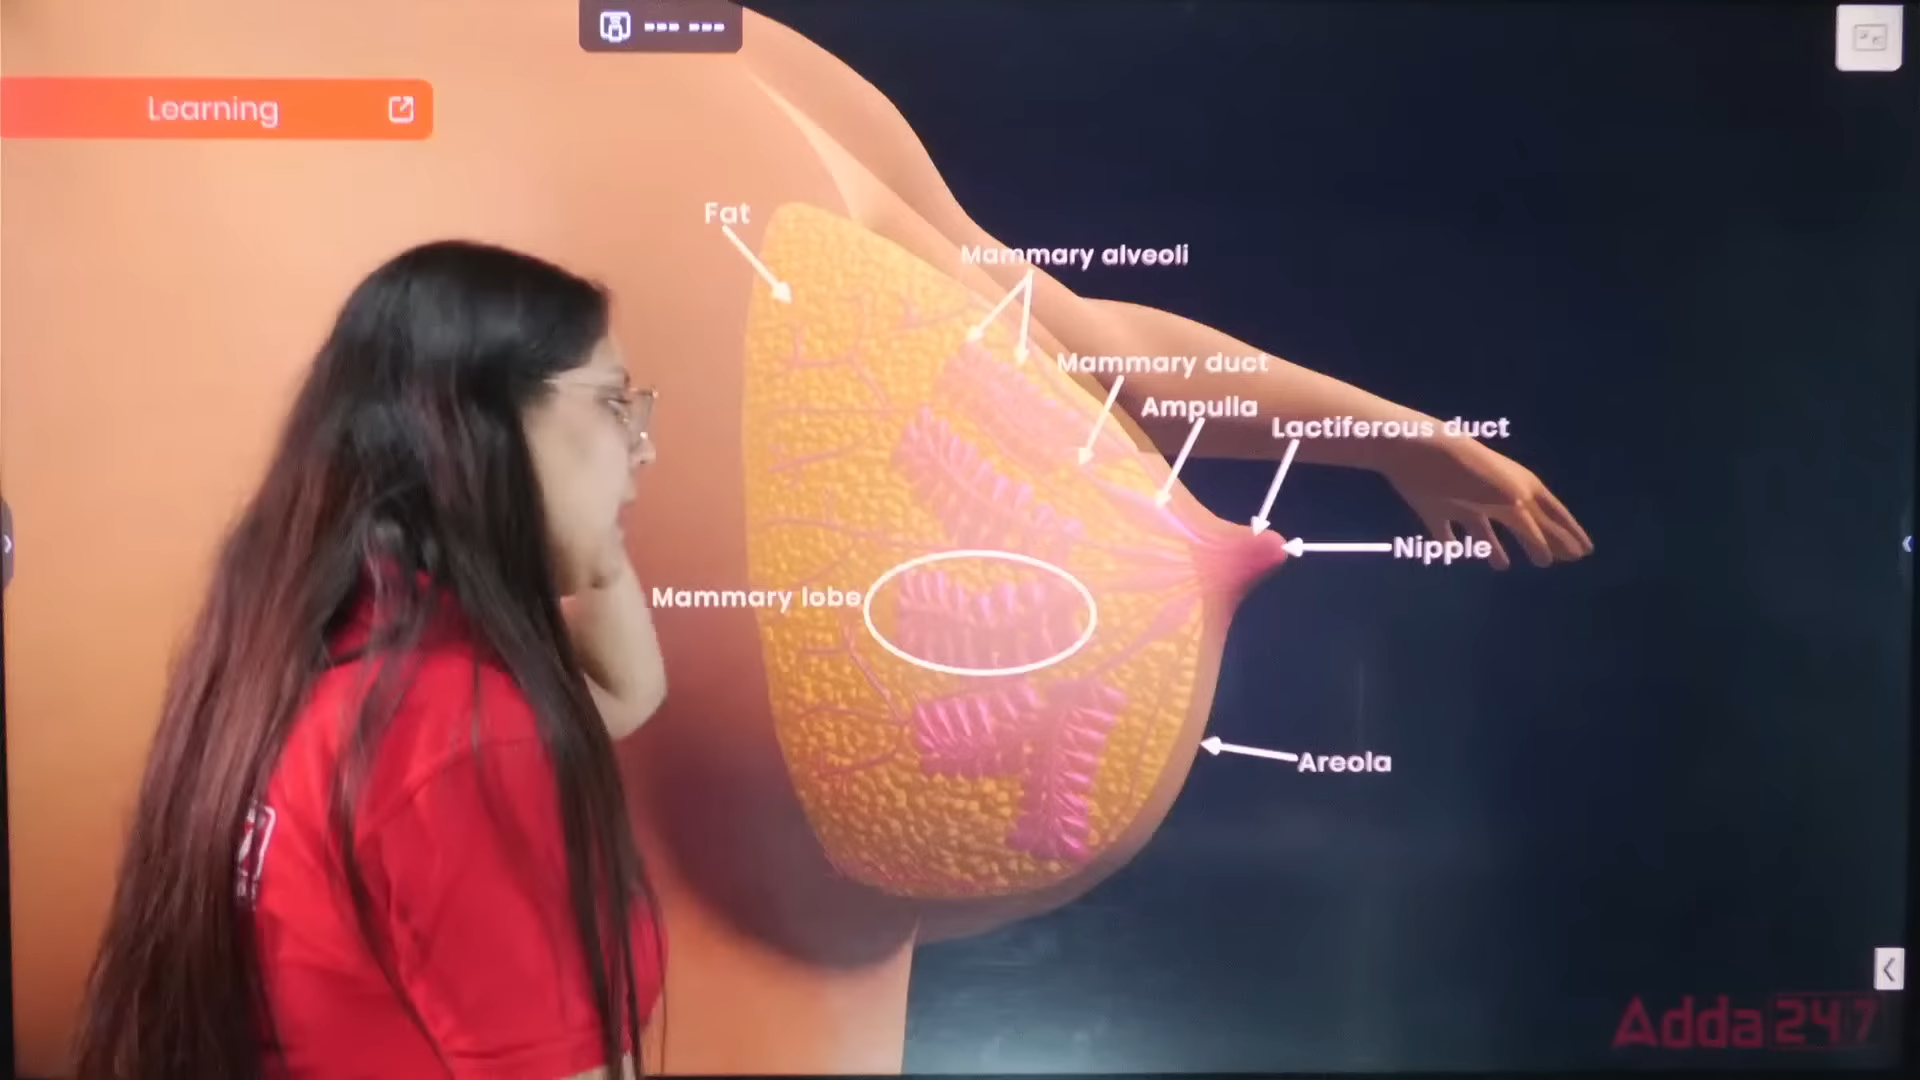 Learning
Fat
Mammary alveoli
Mammary duct
Ampulla
Lactiferous duct
Nipple
Mammary lobe
Areola
Adda247